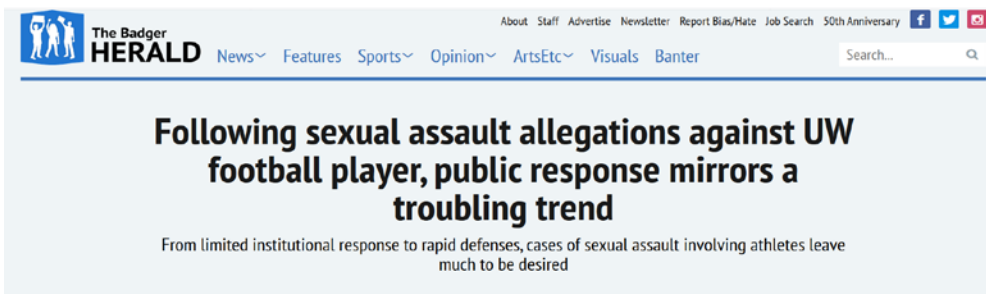 About Staff Advertise Newsletter Report Bias/Hate Job Search 50th Anniversary
The Badger
HERALD
News Features Sports Opinion ArtsEtc Visuals Banter
Search...
Following sexual assault allegations against UW
football player, public response mirrors a
troubling trend
From limited institutional response to rapid defenses, cases of sexual assault involving athletes leave
much to be desired